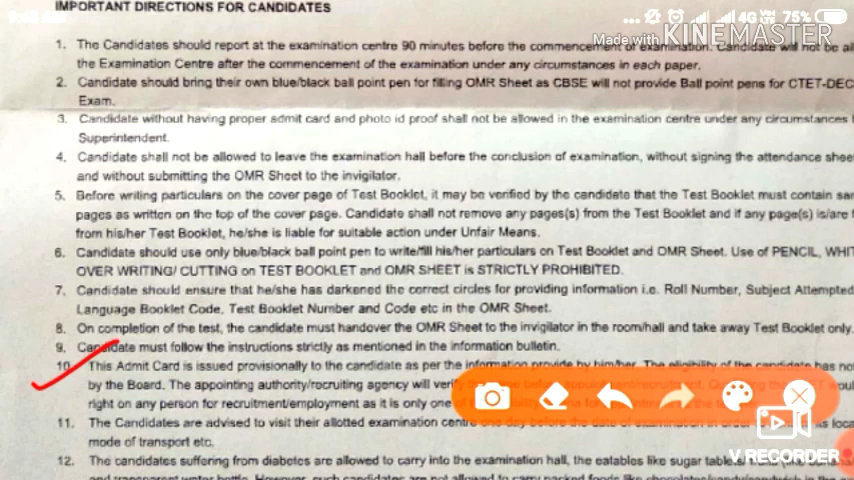 9:48 AM
4G
75%
Made with KINEMASTER
IMPORTANT DIRECTIONS FOR CANDIDATES
1. The Candidates should report at the examination centre 90 minutes before the commencement of examination. Candidate will not be al
the Examination Centre after the commencement of the examination under any circumstances in each paper.
2. Candidate should bring their own blue/black ball point pen for filling OMR Sheet as CBSE will not provide Ball point pens for CTET-DEC
Exam.
3. Candidate without having proper admit card and photo id proof shall not be allowed in the examination centre under any circumstances
Superintendent.
4. Candidate shall not be allowed to leave the examination hall before the conclusion of examination, without signing the attendance shee
and without submitting the OMR Sheet to the invigilator.
5. Before writing particulars on the cover page of Test Booklet, it may be verified by the candidate that the Test Booklet must contain sa
pages as written on the top of the cover page. Candidate shall not remove any pages(s) from the Test Booklet and if any page(s) is/are
from his/her Test Booklet, he/she is liable for suitable action under Unfair Means.
6. Candidate should use only blue/black ball point pen to write/fill his/her particulars on Test Booklet and OMR Sheet. Use of PENCIL, WHIT
OVER WRITING/ CUTTING on TEST BOOKLET and OMR SHEET is STRICTLY PROHIBITED.
7. Candidate should ensure that he/she has darkened the correct circles for providing information i.e. Roll Number, Subject Attempted
Language Booklet Code, Test Booklet Number and Code etc in the OMR Sheet.
8. On completion of the test, the candidate must handover the OMR Sheet to the invigilator in the room/hall and take away Test Booklet only.
9. Candidate must follow the instructions strictly as mentioned in the information bulletin.
10. This Admit Card is issued provisionally to the candidate as per the information provide by him/her. The eligibility of the candidate has no
by the Board. The appointing authority/recruiting agency will verify
right on any person for recruitment/employment as it is only one of
11. The Candidates are advised to visit their allotted examination centre one day before the date of examination in
mode of transport etc.
12. The candidates suffering from diabetes are allowed to carry into the examination hall, the eatables like sugar tablets/
V RECORDER